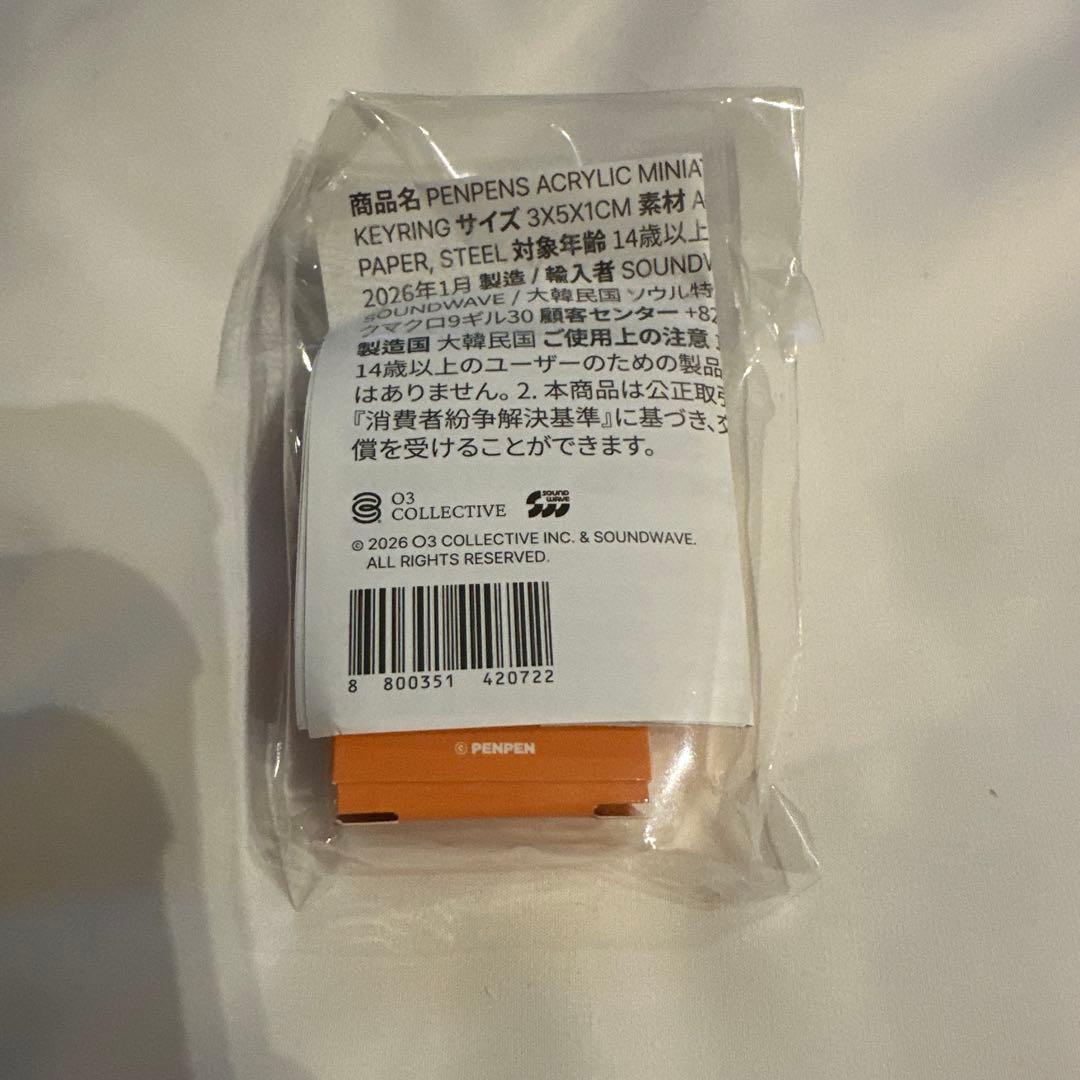 商品名 PENPENS ACRYLIC MINIA
KEYRING サイズ 3X5X1CM 素材 A
PAPER, STEEL 対象年齢 14歳以上
2026年1月 製造 / 輸入者 SOUNDW
SOUNDWAVE / 大韓民国 ソウル特
クマクロ9ギル30 顧客センター +82
製造国 大韓民国 ご使用上の注意
14歳以上のユーザーのための製品
はありません。2. 本商品は公正取引
『消費者紛争解決基準』に基づき、交
償を受けることができます。
O3
COLLECTIVE
SOUND
WAVE
© 2026 O3 COLLECTIVE INC. & SOUNDWAVE.
ALL RIGHTS RESERVED.
8 800351 420722
© PENPEN